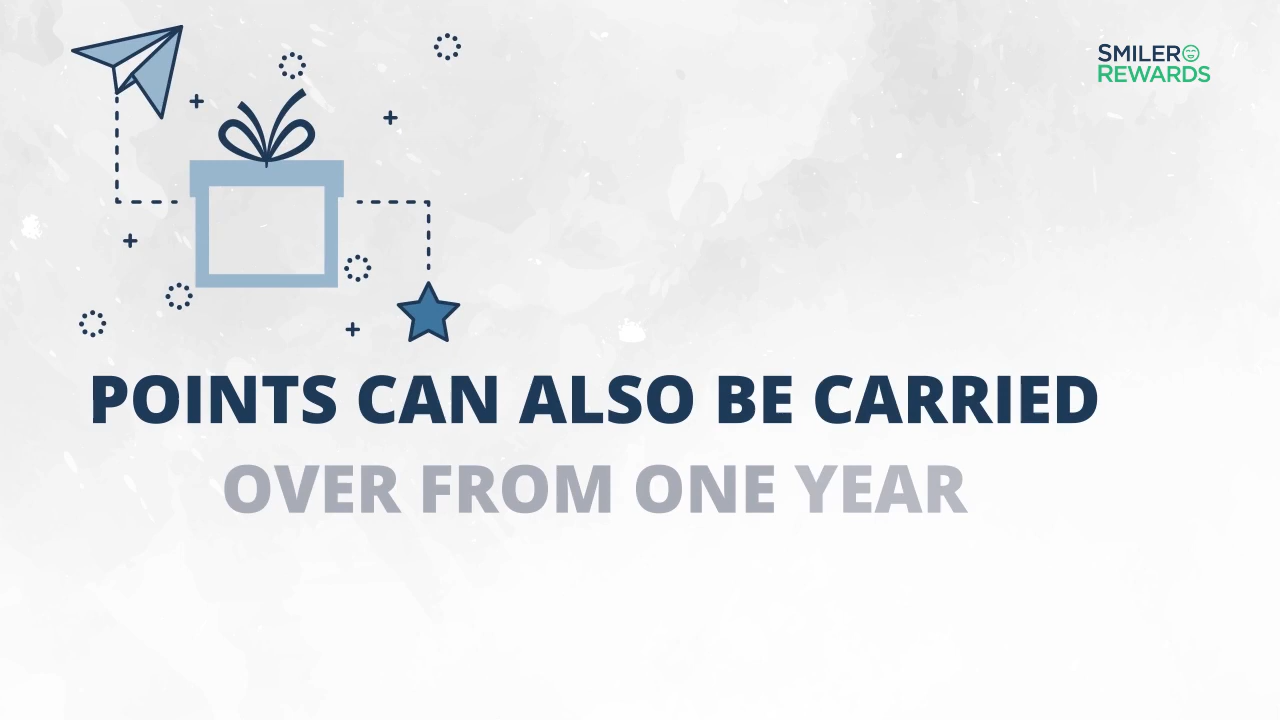 SMILER
REWARDS
POINTS CAN ALSO BE CARRIED
OVER FROM ONE YEAR